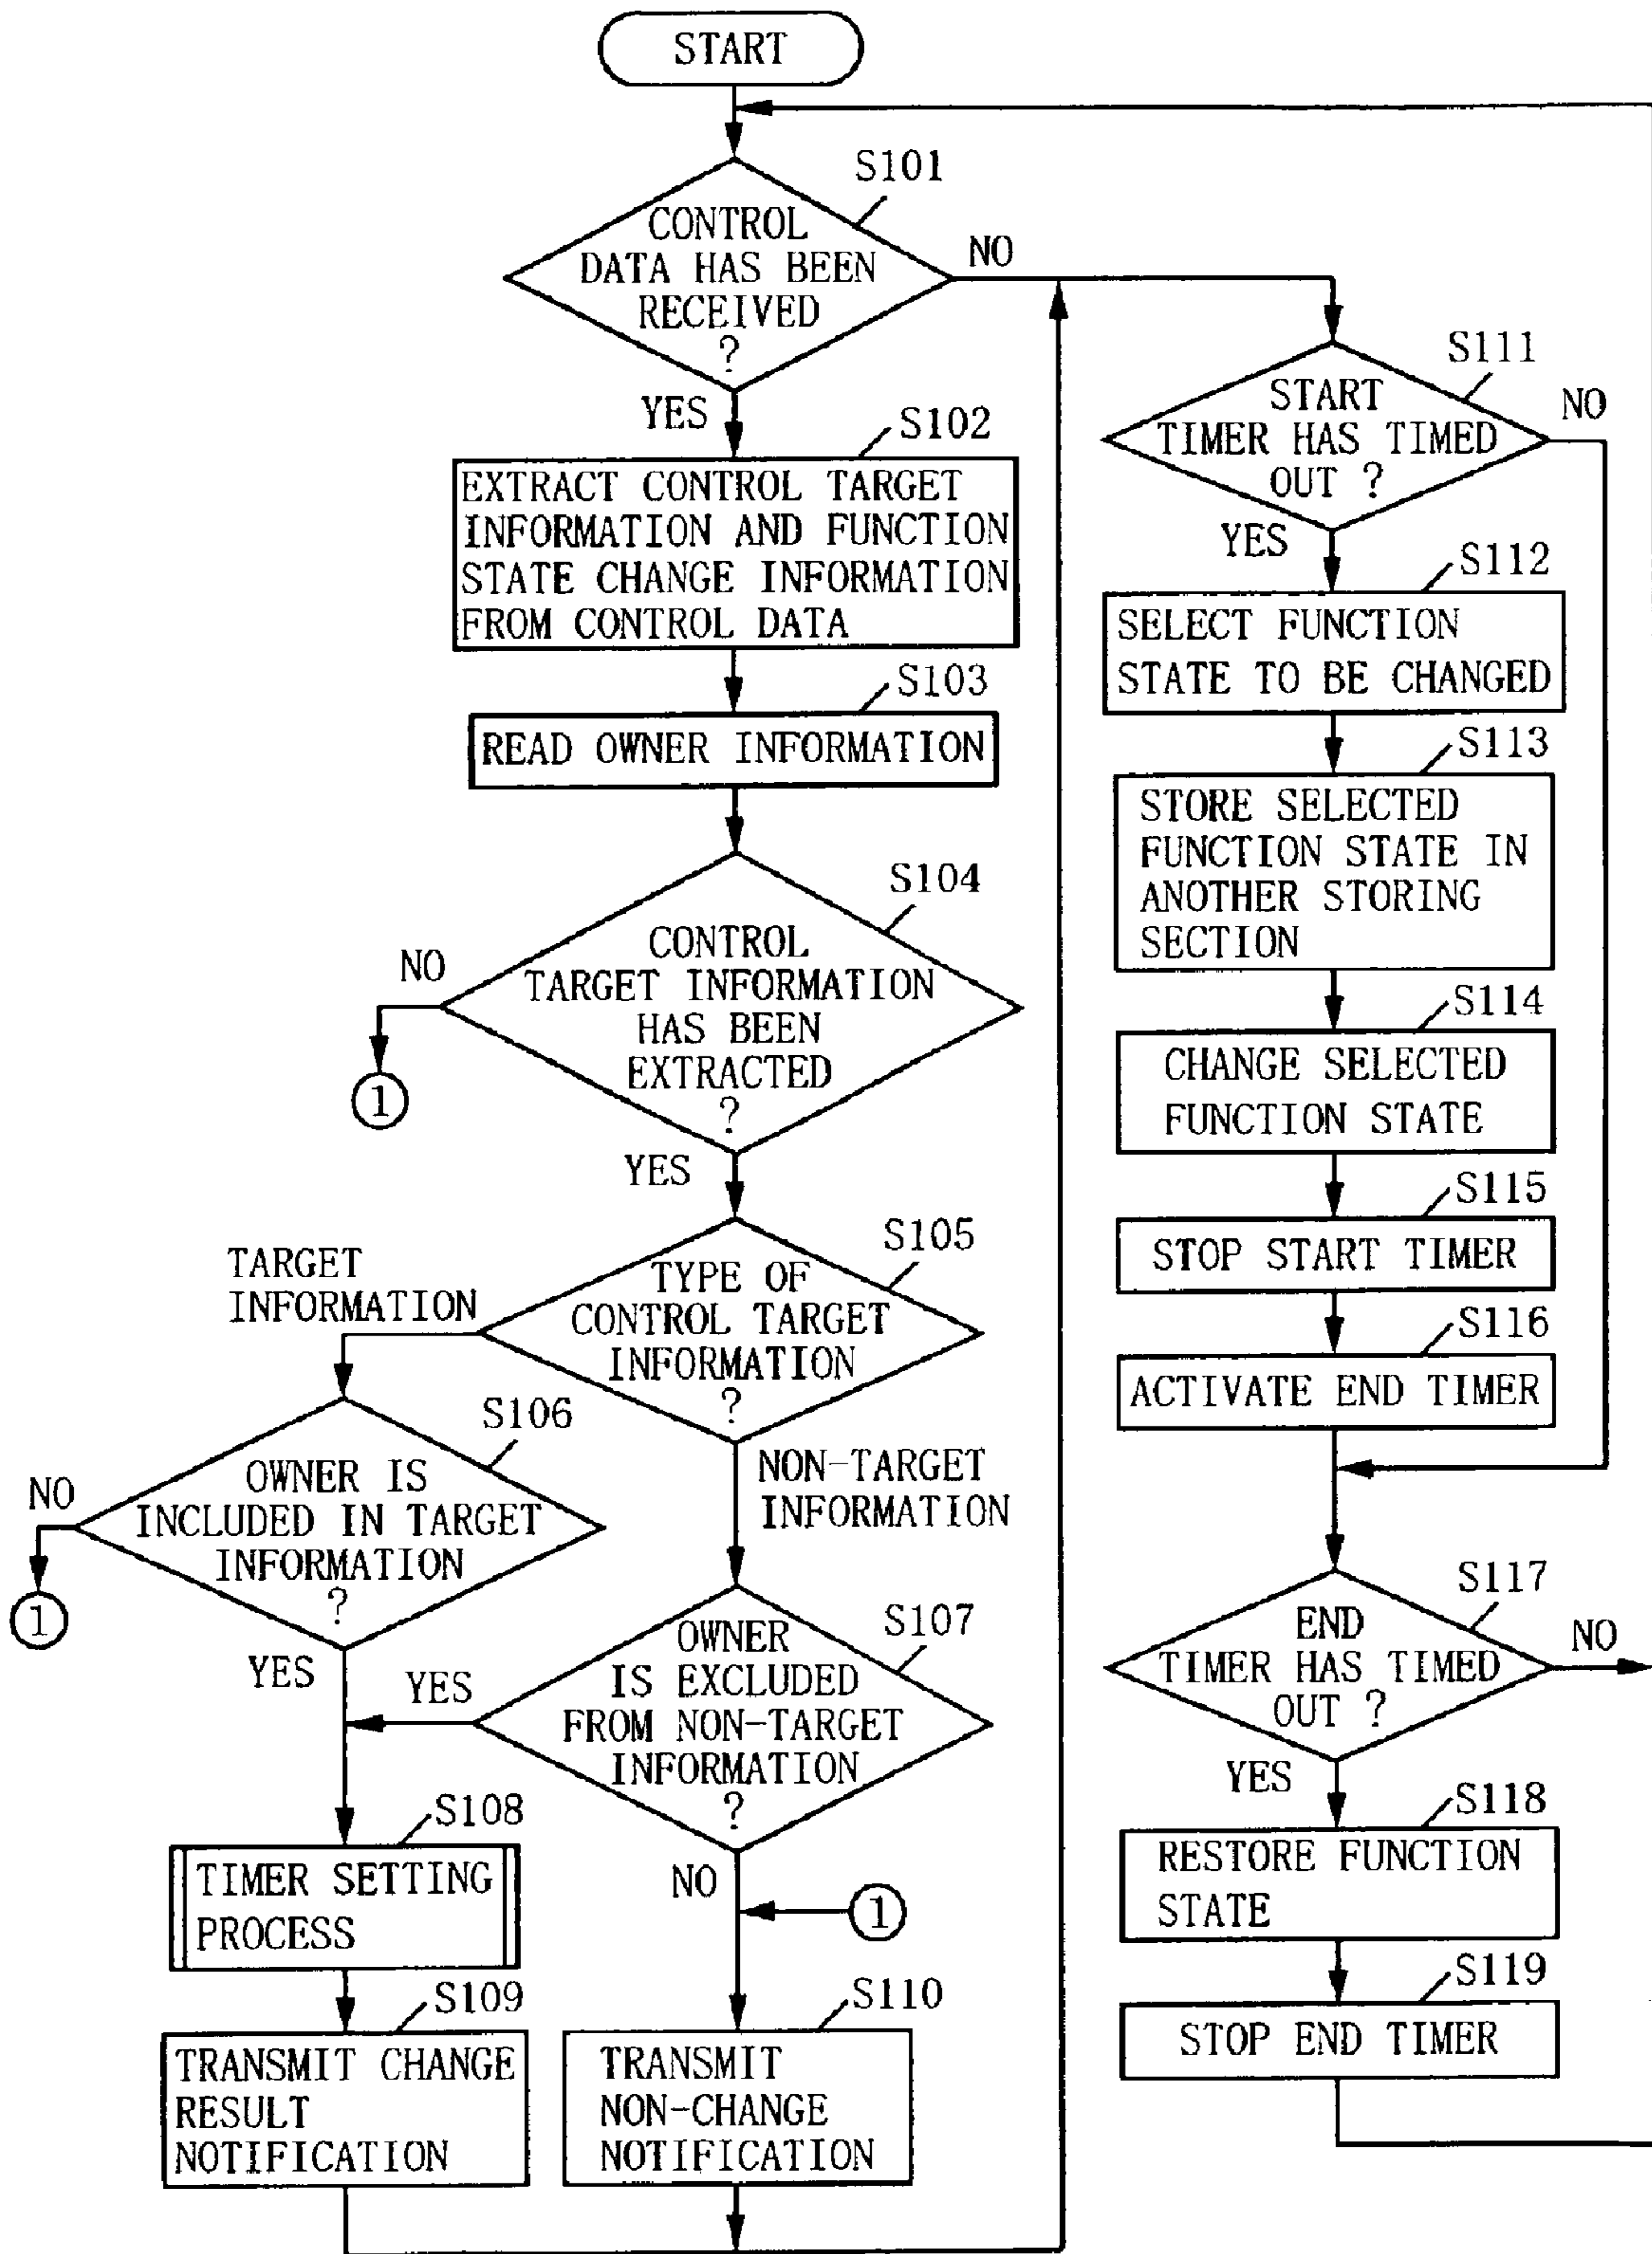 START
S101
CONTROL
DATA HAS BEEN
RECEIVED
?
NO
YES
S102
EXTRACT CONTROL TARGET
INFORMATION AND FUNCTION
STATE CHANGE INFORMATION
FROM CONTROL DATA
S103
READ OWNER INFORMATION
S104
CONTROL
TARGET INFORMATION
HAS BEEN
EXTRACTED
?
NO
1
YES
S105
TYPE OF
CONTROL TARGET
INFORMATION
?
TARGET
INFORMATION
NON-TARGET
INFORMATION
S106
OWNER IS
INCLUDED IN TARGET
INFORMATION
?
NO
1
YES
S107
OWNER
IS EXCLUDED
FROM NON-TARGET
INFORMATION
?
YES
NO
1
S108
TIMER SETTING
PROCESS
S109
TRANSMIT CHANGE
RESULT
NOTIFICATION
S110
TRANSMIT
NON-CHANGE
NOTIFICATION
S111
START
TIMER HAS TIMED
OUT ?
NO
YES
S112
SELECT FUNCTION
STATE TO BE CHANGED
S113
STORE SELECTED
FUNCTION STATE IN
ANOTHER STORING
SECTION
S114
CHANGE SELECTED
FUNCTION STATE
S115
STOP START TIMER
S116
ACTIVATE END TIMER
S117
END
TIMER HAS TIMED
OUT ?
NO
YES
S118
RESTORE FUNCTION
STATE
S119
STOP END TIMER